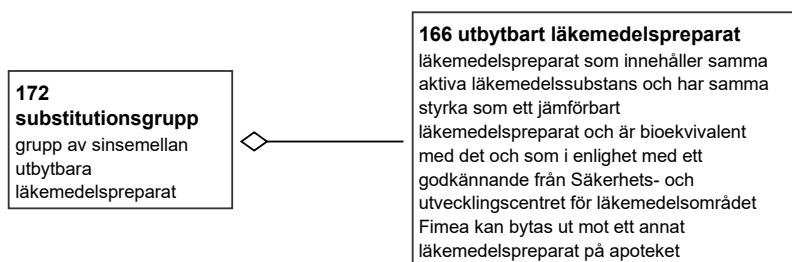 172
substitutionsgrupp
grupp av sinsemellan
utbytbara
läkemedelspreparat
166 utbytbart läkemedelspreparat
läkemedelspreparat som innehåller samma
aktiva läkemedelssubstans och har samma
styrka som ett jämförbart
läkemedelspreparat och är bioekvivalent
med det och som i enlighet med ett
godkännande från Säkerhets- och
utvecklingscentret för läkemedelsområdet
Fimea kan bytas ut mot ett annat
läkemedelspreparat på apoteket